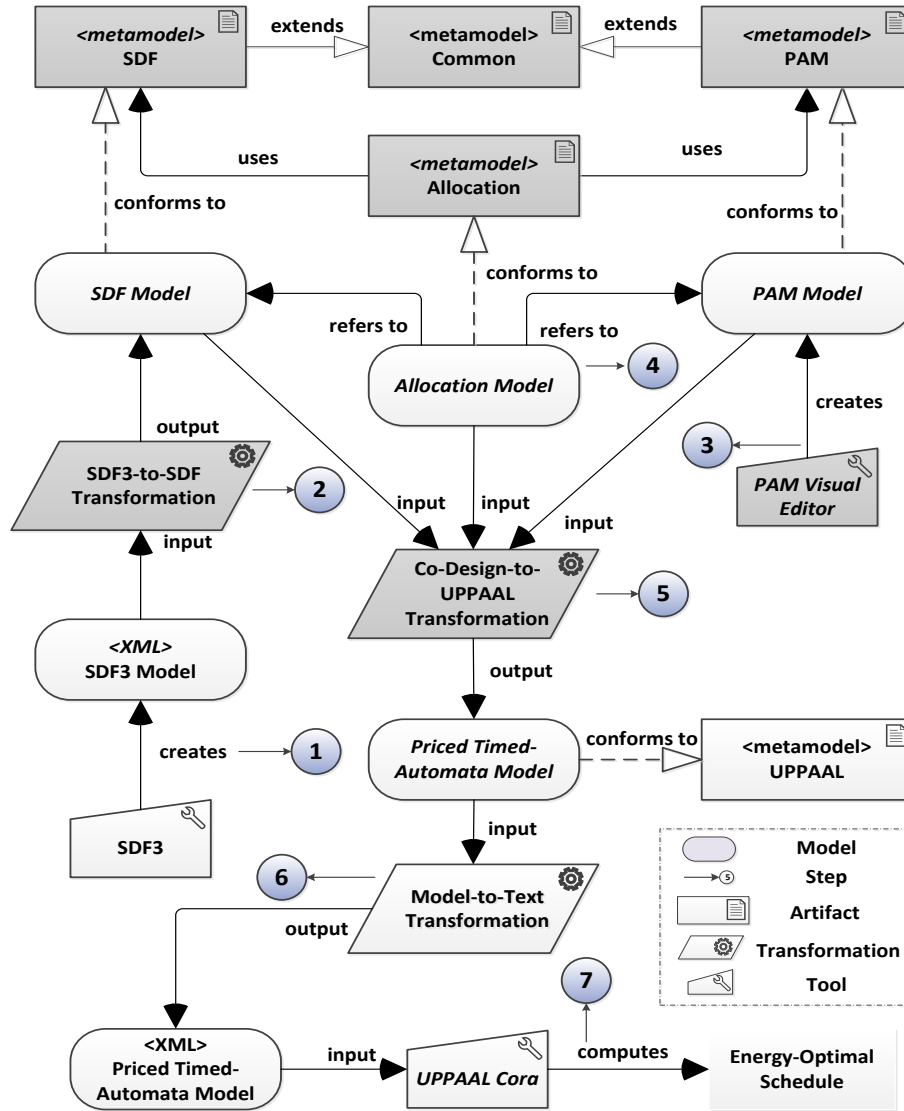 <metamodel>
SDF
extends
<metamodel>
Common
extends
<metamodel>
PAM
uses
<metamodel>
Allocation
uses
conforms to
conforms to
conforms to
SDF Model
refers to
refers to
PAM Model
Allocation Model
4
creates
output
3
SDF3-to-SDF
Transformation
2
PAM Visual
Editor
input
input
input
input
Co-Design-to-
UPPAAL
Transformation
5
<XML>
SDF3 Model
output
creates
1
Priced Timed-
Automata Model
conforms to
<metamodel>
UPPAAL
SDF3
input
6
Model-to-Text
Transformation
output
Model
S
Step
Artifact
Transformation
Tool
7
<XML>
Priced Timed-
Automata Model
input
UPPAAL Cora
computes
Energy-Optimal
Schedule